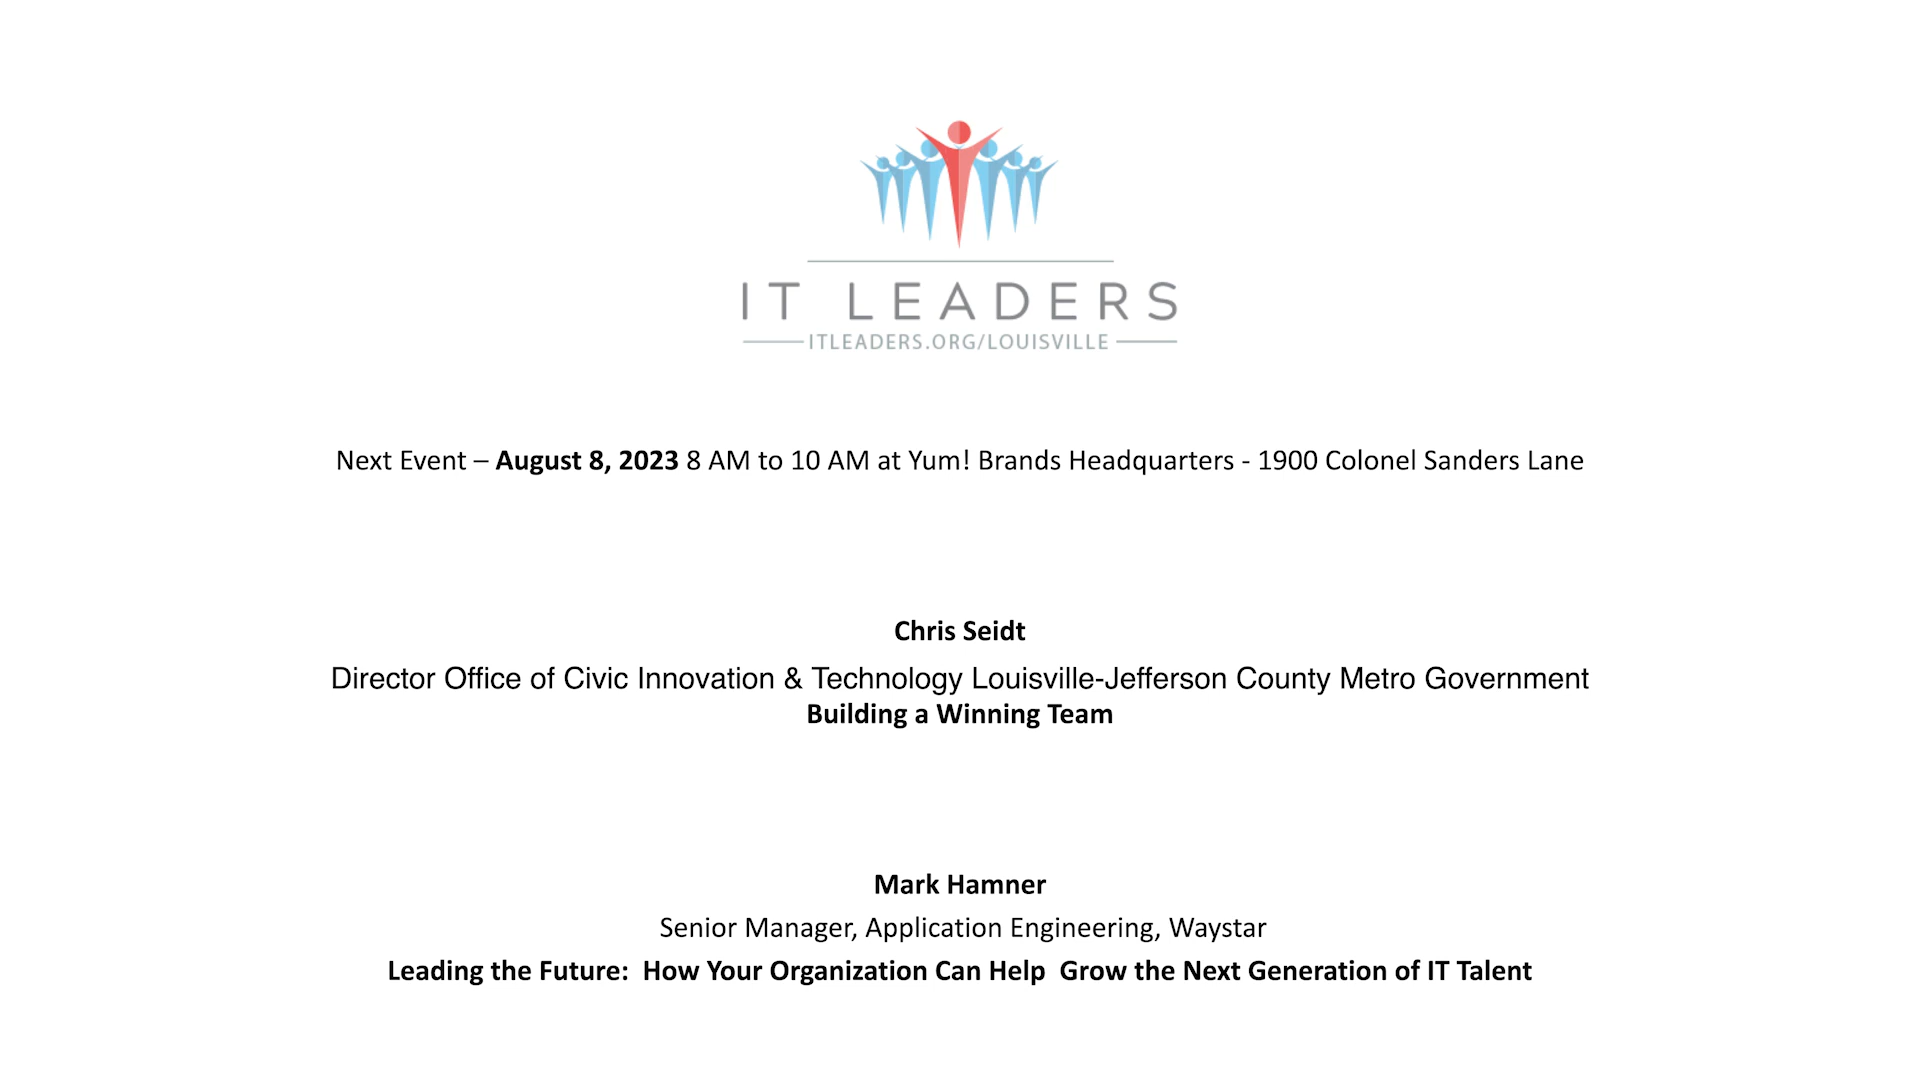 IT LEADERS
ITLEADERS.ORG/LOUISVILLE
Next Event – August 8, 2023 8 AM to 10 AM at Yum! Brands Headquarters - 1900 Colonel Sanders Lane
Chris Seidt
Director Office of Civic Innovation & Technology Louisville-Jefferson County Metro Government
Building a Winning Team
Mark Hamner
Senior Manager, Application Engineering, Waystar
Leading the Future:  How Your Organization Can Help  Grow the Next Generation of IT Talent